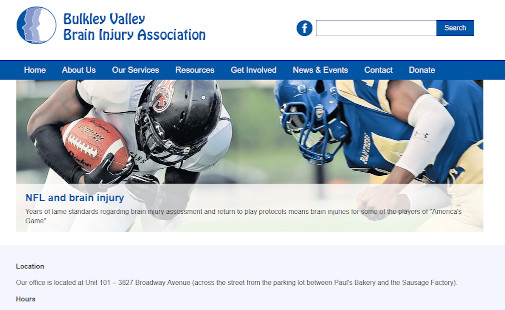 Bulkley Valley
Brain Injury Association
f
Search
Home About Us Our Services Resources Get Involved News & Events Contact Donate
NFL and brain injury
Years of lame standards regarding brain injury assessment and return to play protocols means brain injuries for some of the players of "America's
Game"
Location
Our office is located at Unit 101 – 3827 Broadway Avenue (across the street from the parking lot between Paul's Bakery and the Sausage Factory).
Hours